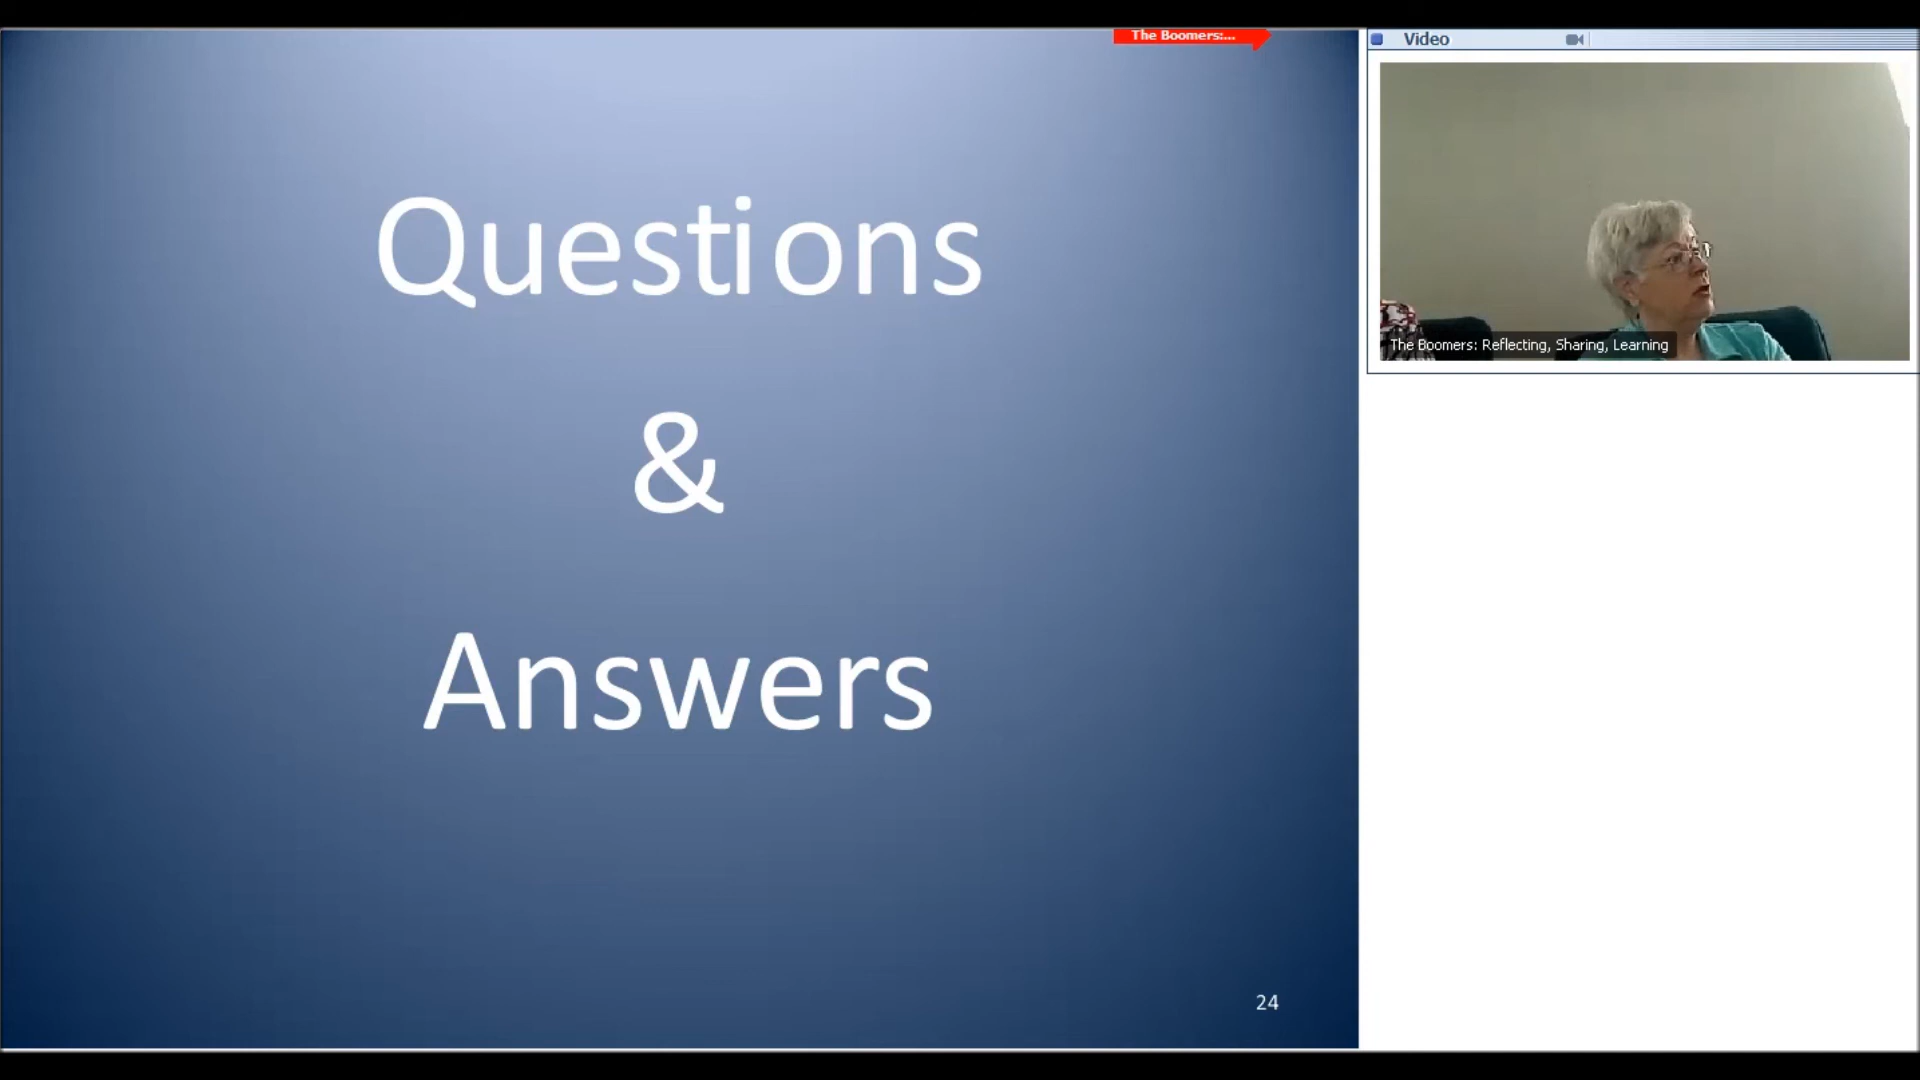 The Boomers:...
Video
Questions
&
Answers
The Boomers: Reflecting, Sharing, Learning
24